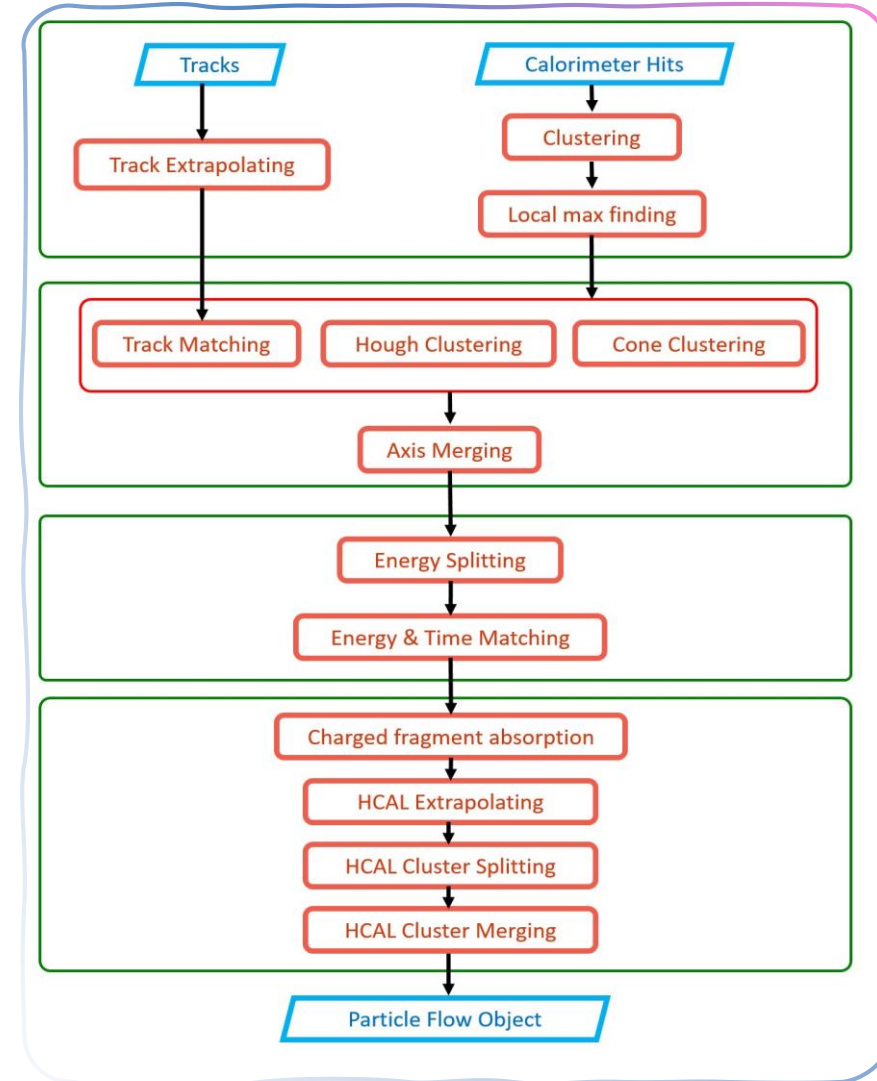 Tracks
Calorimeter Hits
Clustering
Track Extrapolating
Local max finding
Track Matching
Hough Clustering
Cone Clustering
Axis Merging
Energy Splitting
Energy & Time Matching
Charged fragment absorption
HCAL Extrapolating
HCAL Cluster Splitting
HCAL Cluster Merging
Particle Flow Object